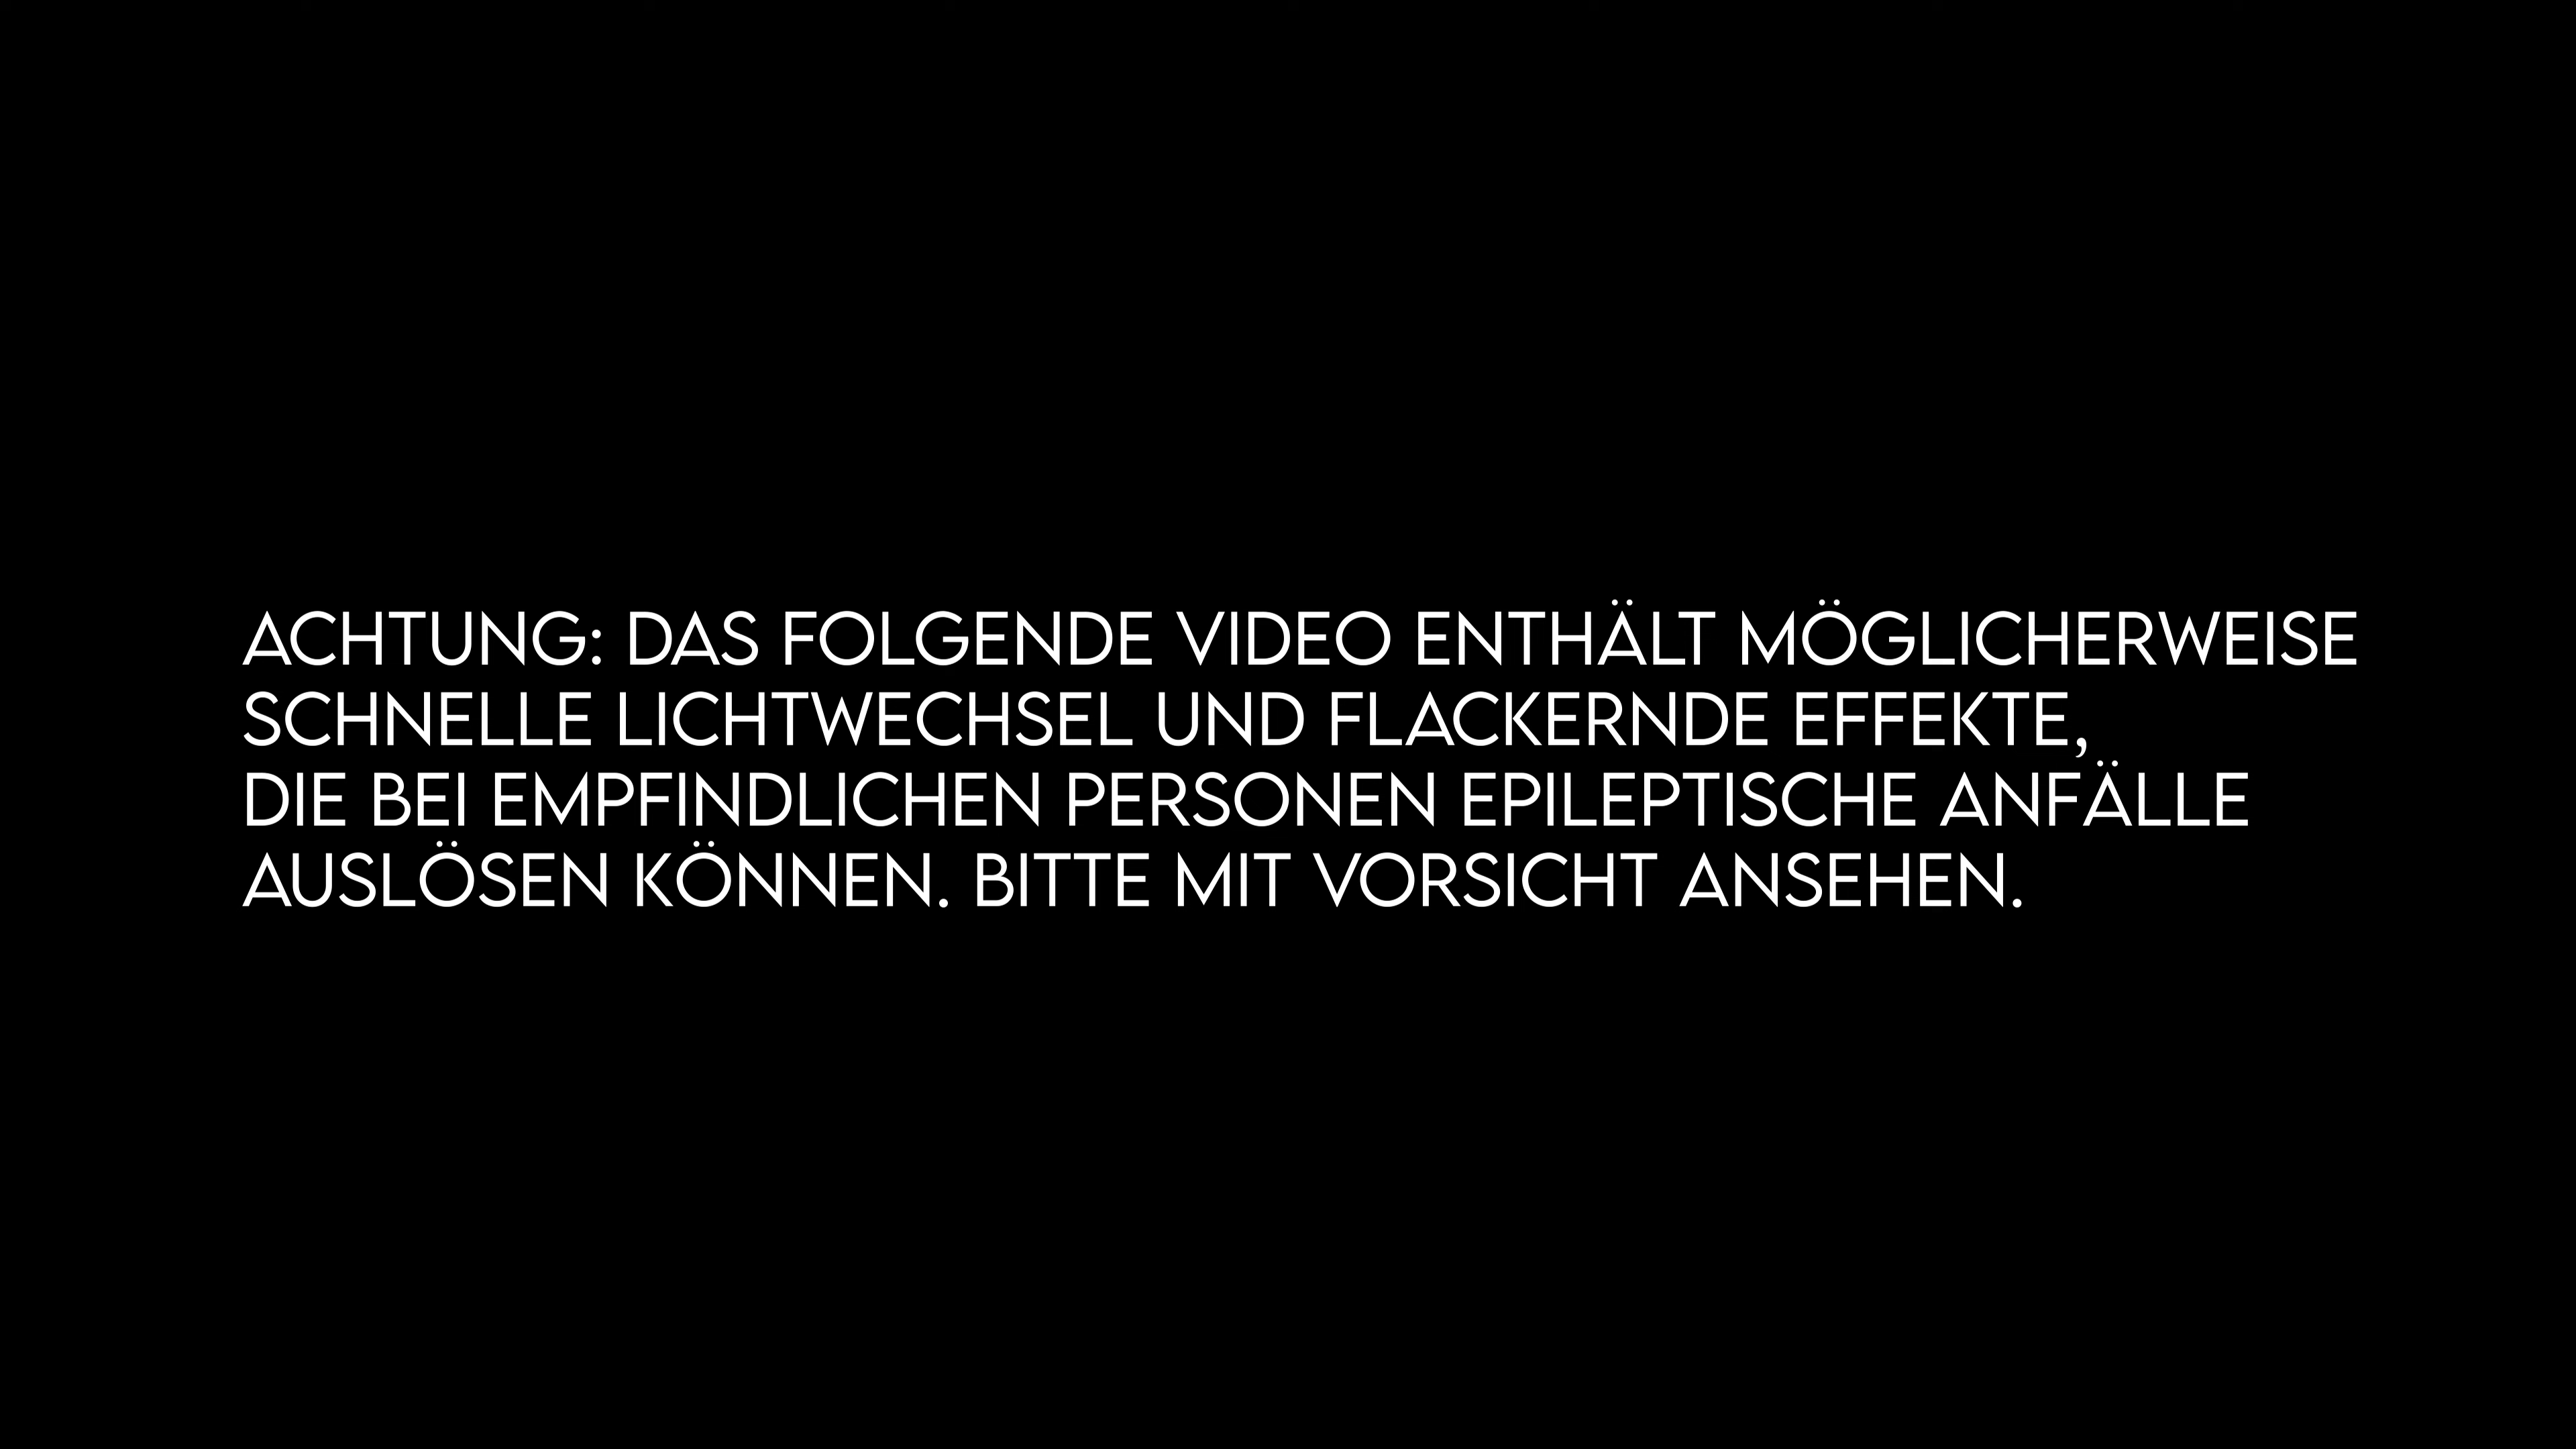 ACHTUNG: DAS FOLGENDE VIDEO ENTHÄLT MÖGLICHERWEISE
SCHNELLE LICHTWECHSEL UND FLACKERNDE EFFEKTE,
DIE BEI EMPFINDLICHEN PERSONEN EPILEPTISCHE ANFÄLLE
AUSLÖSEN KÖNNEN. BITTE MIT VORSICHT ANSEHEN.